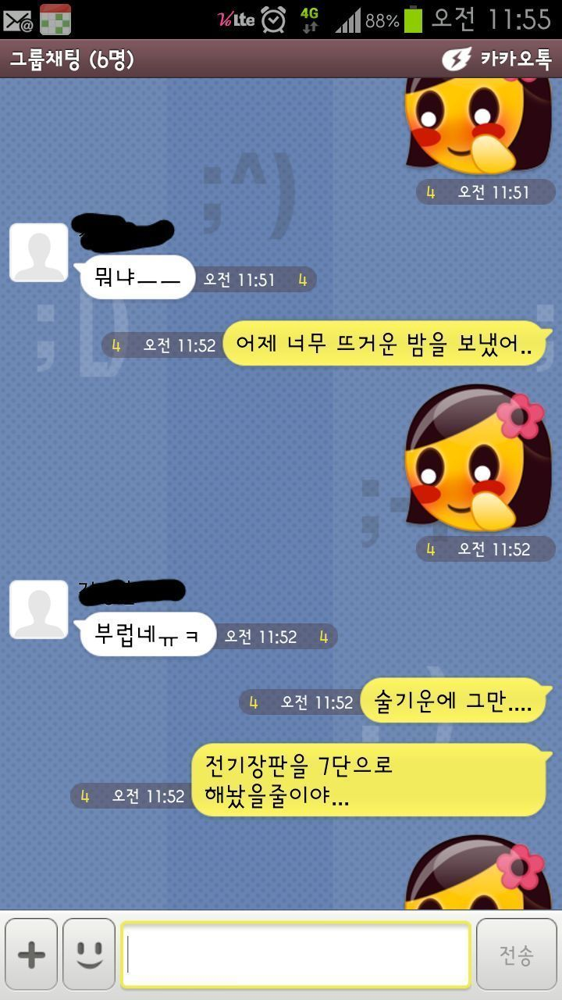 VoLTE 4G 88% 오전 11:55
그룹채팅 (6명) 카카오톡
;^)
4 오전 11:51
뭐냐ㅡㅡ 오전 11:51 4
;D
4 오전 11:52 어제 너무 뜨거운 밤을 보냈어..
4 오전 11:52
부럽네ㅠㅋ 오전 11:52 4
4 오전 11:52 술기운에 그만....
4 오전 11:52 전기장판을 7단으로
해놨을줄이야...
전송